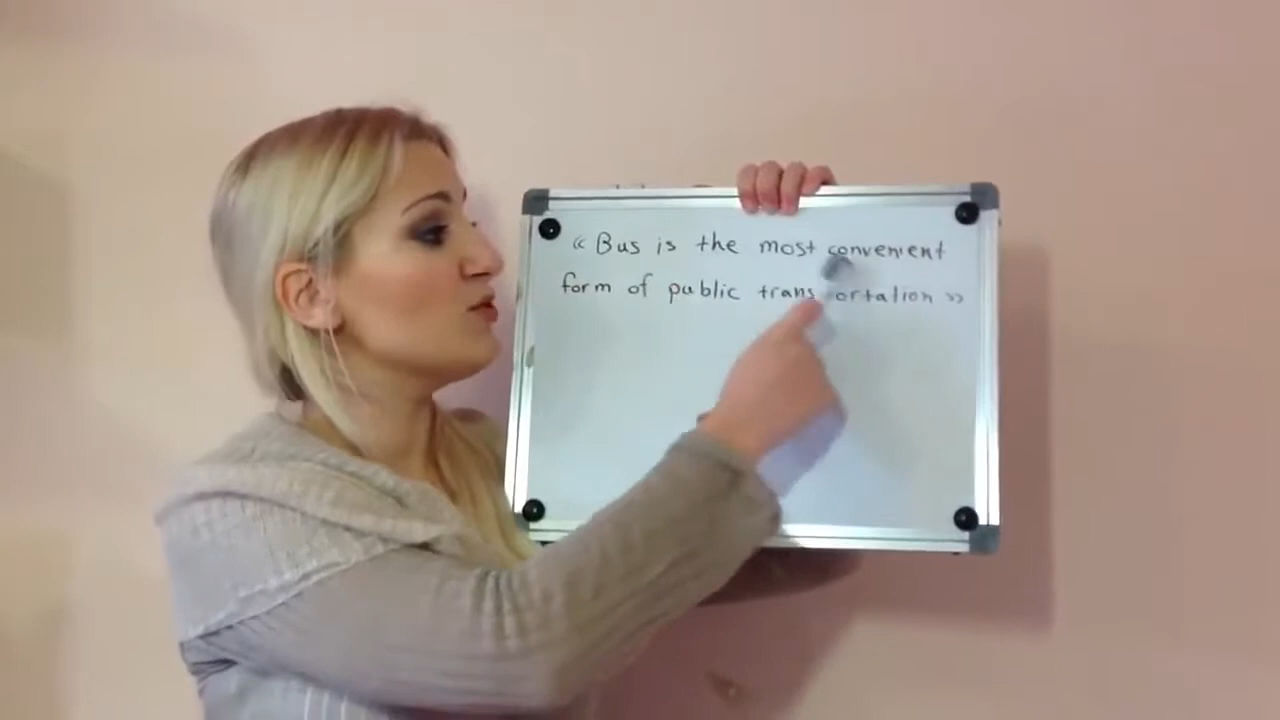 « Bus is the most convenient
form of public transportation »